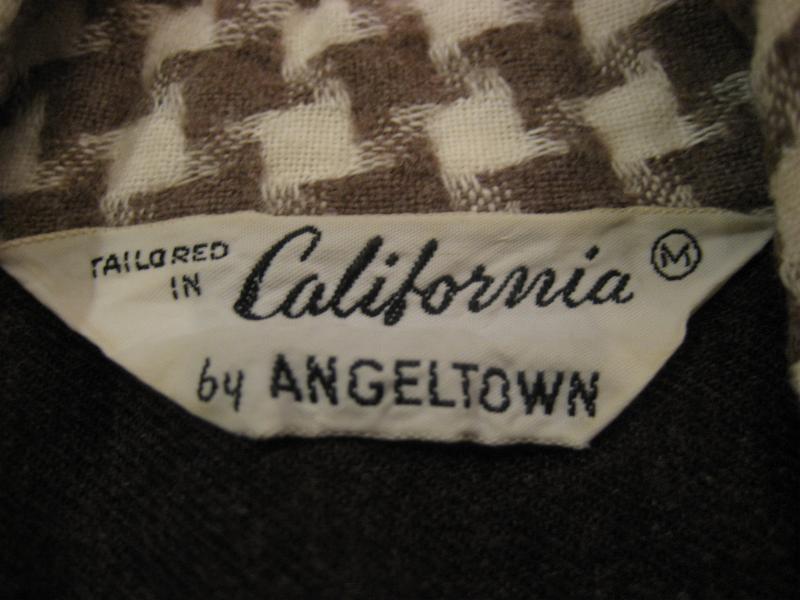 TAILORED
IN California M
by ANGELTOWN